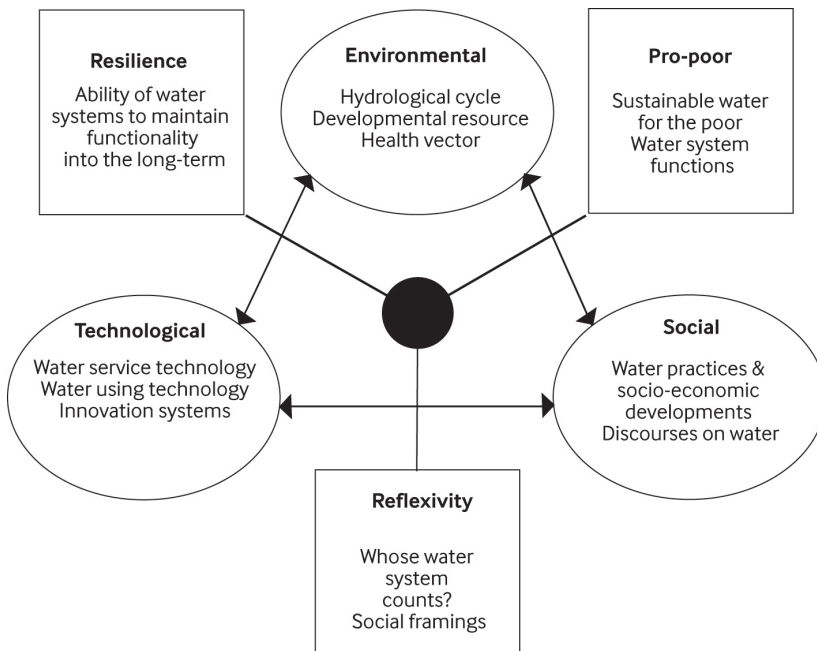 Resilience
Ability of water
systems to maintain
functionality
into the long-term
Environmental
Hydrological cycle
Developmental resource
Health vector
Pro-poor
Sustainable water
for the poor
Water system
functions
Technological
Water service technology
Water using technology
Innovation systems
Social
Water practices &
socio-economic
developments
Discourses on water
Reflexivity
Whose water
system
counts?
Social framings